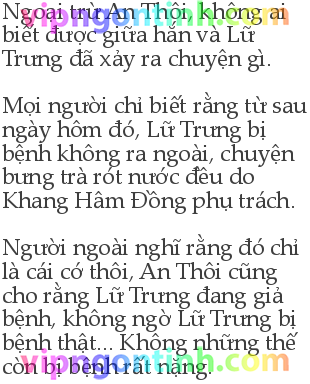 Ngoại trừ An Thôi, không ai
biết được giữa hắn và Lữ
Trưng đã xảy ra chuyện gì.
Mọi người chỉ biết rằng từ sau
ngày hôm đó, Lữ Trưng bị
bệnh không ra ngoài, chuyện
bưng trà rót nước đều do
Khang Hâm Đồng phụ trách.
Người ngoài nghĩ rằng đó chỉ
là cái cớ thôi, An Thôi cũng
cho rằng Lữ Trưng đang giả
bệnh, không ngờ Lữ Trưng bị
bệnh thật... Không những thế
còn bị bệnh rất nặng.
vipngontinh.com
vipngontinh.com